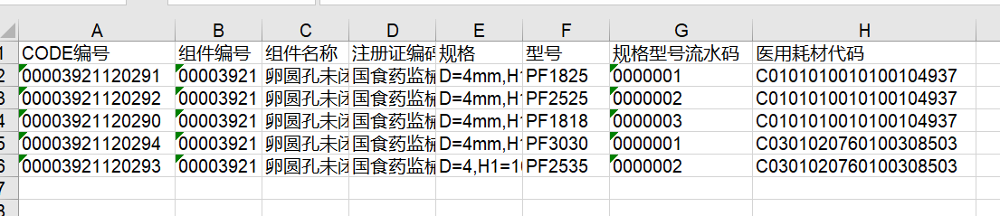 A B C D E F G H
1 CODE编号 组件编号 组件名称 注册证编码 规格 型号 规格型号流水码 医用耗材代码
2 00003921120291 00003921 卵圆孔未闭 国食药监械 D=4mm,H1 PF1825 0000001 C0101010010100104937
3 00003921120292 00003921 卵圆孔未闭 国食药监械 D=4mm,H1 PF2525 0000002 C0101010010100104937
4 00003921120290 00003921 卵圆孔未闭 国食药监械 D=4mm,H1 PF1818 0000003 C0101010010100104937
5 00003921120294 00003921 卵圆孔未闭 国食药监械 D=4mm,H1 PF3030 0000001 C0301020760100308503
6 00003921120293 00003921 卵圆孔未闭 国食药监械 D=4,H1=10 PF2535 0000002 C0301020760100308503
7
8